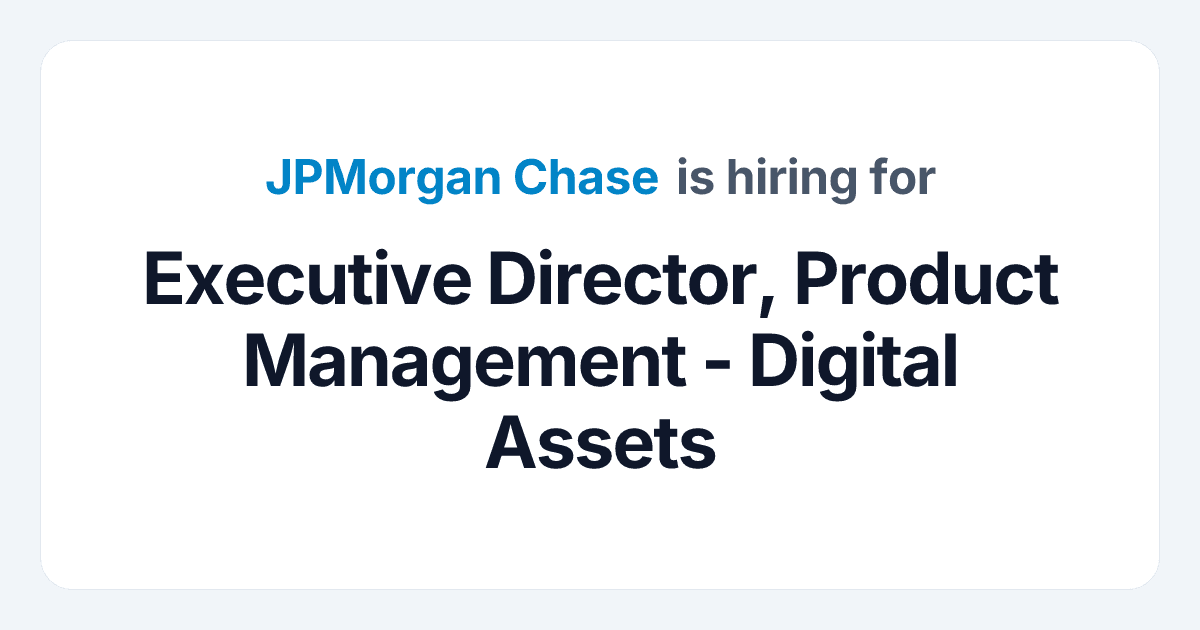 JPMorgan Chase is hiring for
Executive Director, Product
Management - Digital
Assets